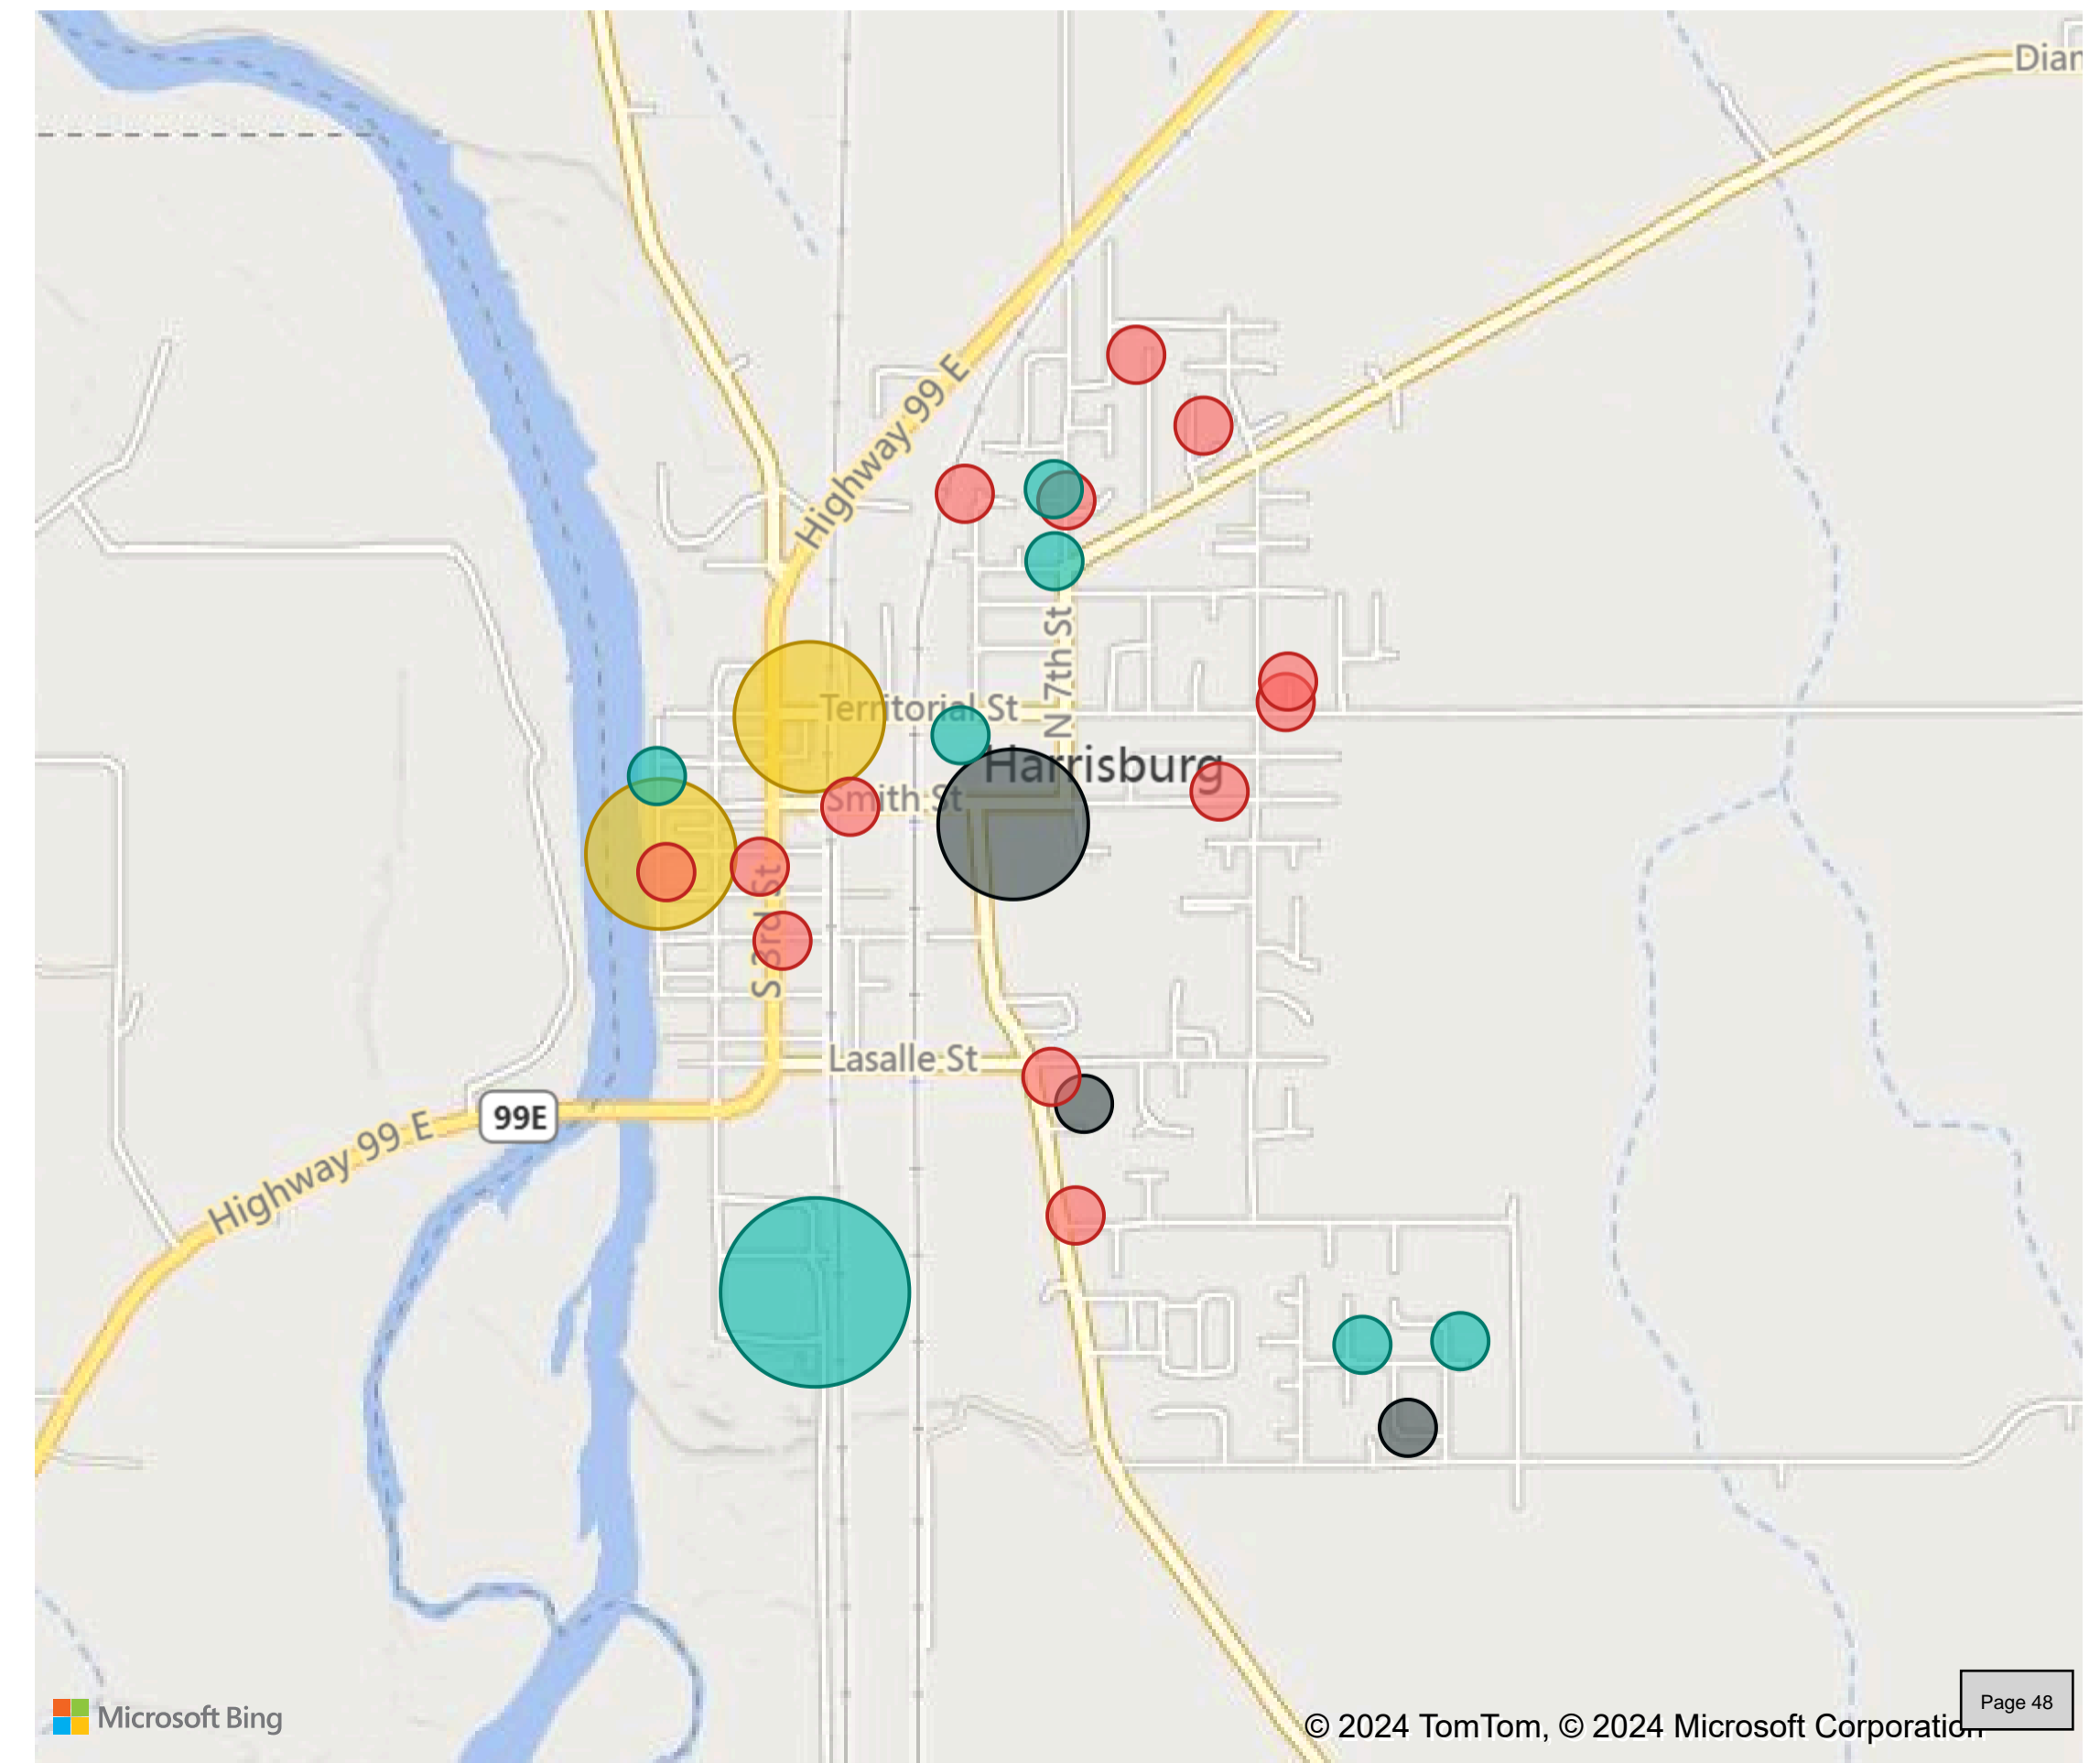 Dian
Highway 99 E
N 7th St
Territorial St
Harrisburg
Smith St
S 3rd St
Lasalle St
99E
Highway 99 E
Microsoft Bing
© 2024 TomTom, © 2024 Microsoft Corporation
Page 48